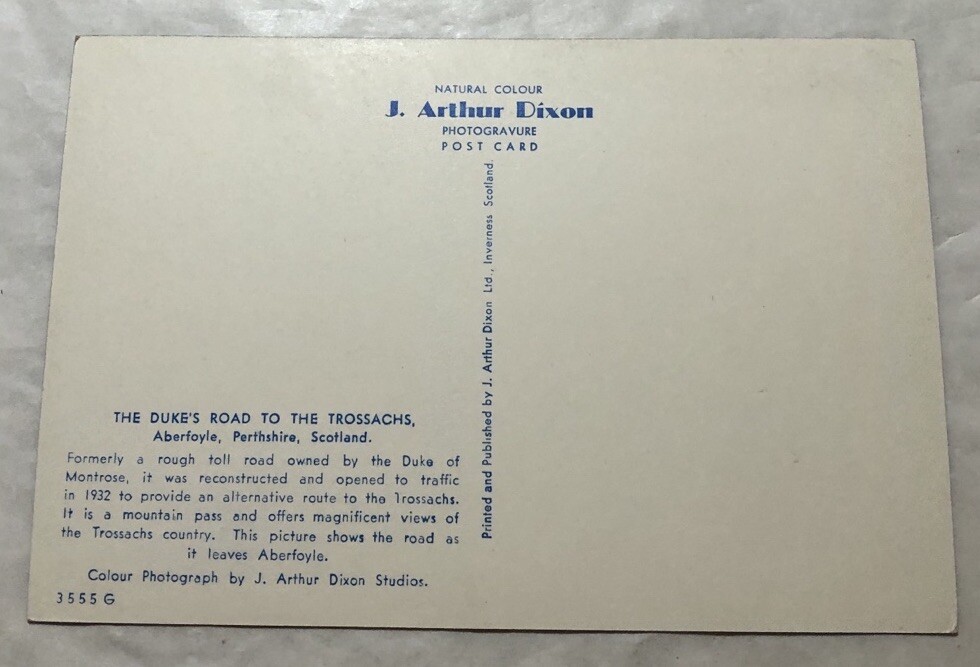 NATURAL COLOUR
J. Arthur Dixon
PHOTOGRAVURE
POST CARD
Printed and Published by J. Arthur Dixon Ltd., Inverness Scotland.
THE DUKE'S ROAD TO THE TROSSACHS,
Aberfoyle, Perthshire, Scotland.
Formerly a rough toll road owned by the Duke of
Montrose, it was reconstructed and opened to traffic
in 1932 to provide an alternative route to the Trossachs.
It is a mountain pass and offers magnificent views of
the Trossachs country. This picture shows the road as
it leaves Aberfoyle.
Colour Photograph by J. Arthur Dixon Studios.
3555 G